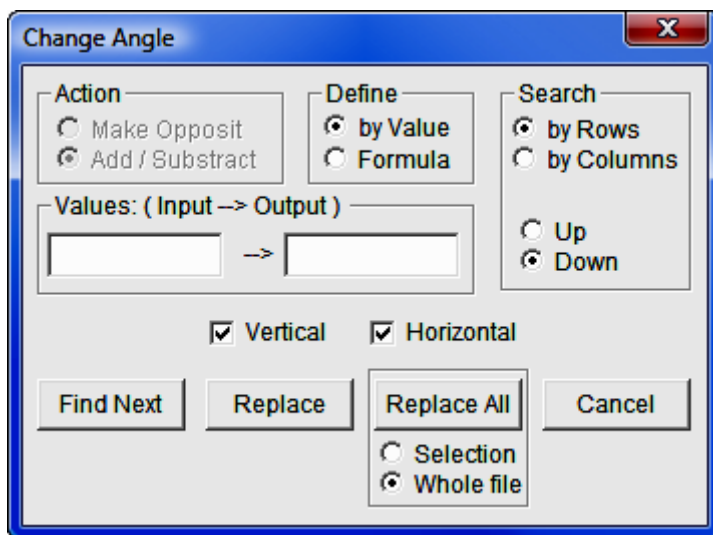 Change Angle
Action
Make Opposit
Add / Substract
Define
by Value
Formula
Search
by Rows
by Columns
Up
Down
Values: ( Input --> Output )
-->
Vertical
Horizontal
Find Next
Replace
Replace All
Cancel
Selection
Whole file